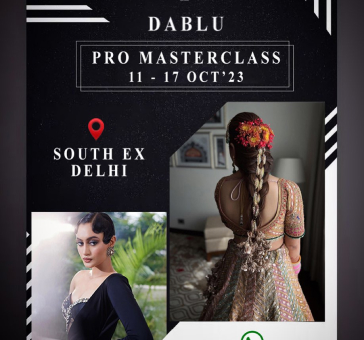 DABLU
PRO MASTERCLASS
11 - 17 OCT'23
SOUTH EX
DELHI